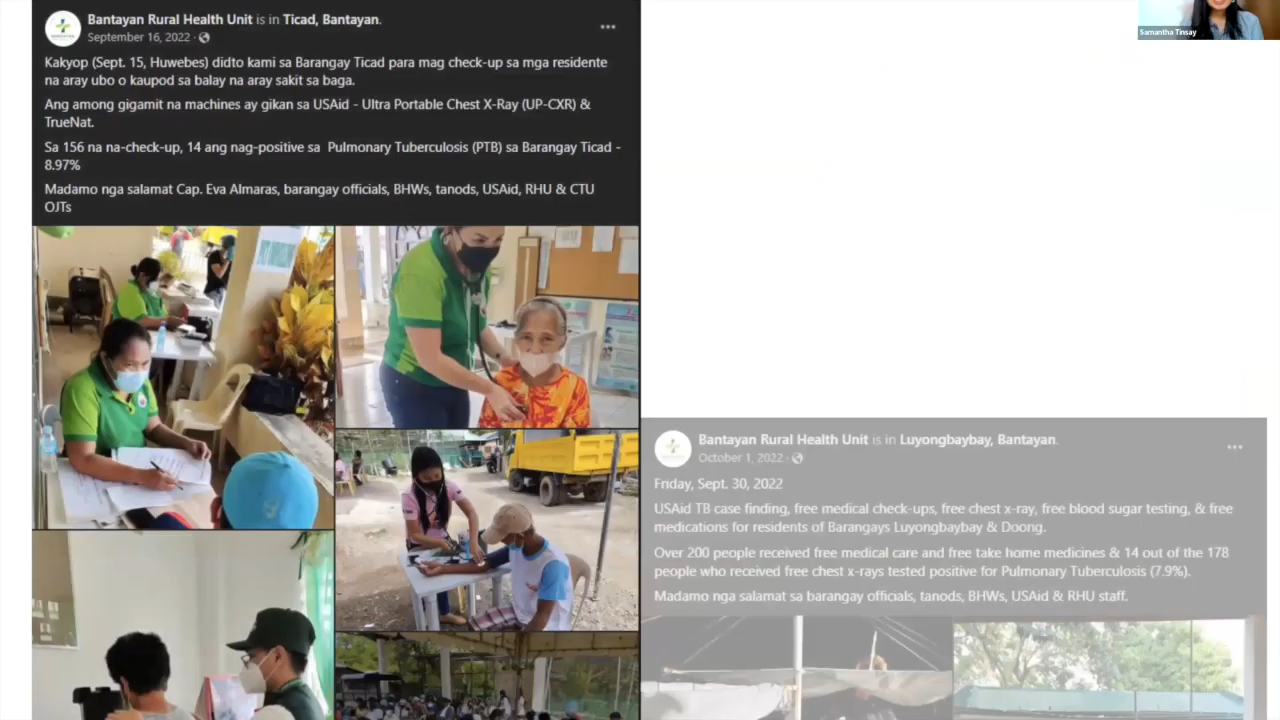 Bantayan Rural Health Unit is in Ticad, Bantayan.
September 16, 2022 ·
Kakyop (Sept. 15, Huwebes) didto kami sa Barangay Ticad para mag check-up sa mga residente
na aray ubo o kaupod sa balay na aray sakit sa baga.
Ang among gigamit na machines ay gikan sa USAid - Ultra Portable Chest X-Ray (UP-CXR) &
TrueNat.
Sa 156 na na-check-up, 14 ang nag-positive sa Pulmonary Tuberculosis (PTB) sa Barangay Ticad -
8.97%
Madamo nga salamat Cap. Eva Almaras, barangay officials, BHWs, tanods, USAid, RHU & CTU
OJTs
Samantha Tinsay
Bantayan Rural Health Unit is in Luyongbaybay, Bantayan.
October 1, 2022 ·
Friday, Sept. 30, 2022
USAid TB case finding, free medical check-ups, free chest x-ray, free blood sugar testing, & free
medications for residents of Barangays Luyongbaybay & Doong.
Over 200 people received free medical care and free take home medicines & 14 out of the 178
people who received free chest x-rays tested positive for Pulmonary Tuberculosis (7.9%).
Madamo nga salamat sa barangay officials, tanods, BHWs, USAid & RHU staff.